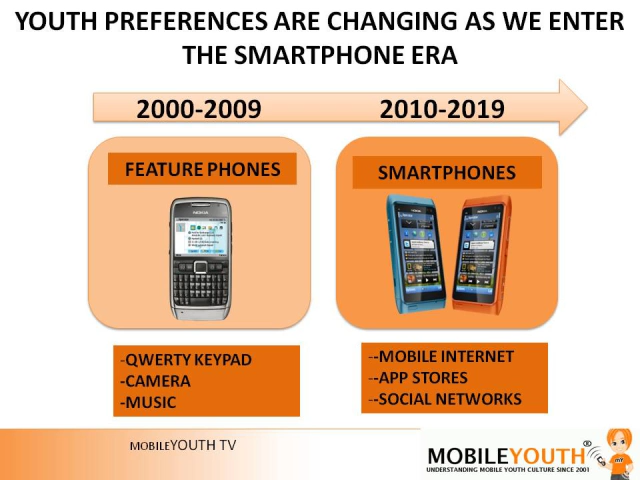 YOUTH PREFERENCES ARE CHANGING AS WE ENTER
THE SMARTPHONE ERA
2000-2009
2010-2019
FEATURE PHONES
SMARTPHONES
NOKIA
-QWERTY KEYPAD
-CAMERA
-MUSIC
--MOBILE INTERNET
--APP STORES
--SOCIAL NETWORKS
MOBILEYOUTH TV
MOBILEYOUTH®
UNDERSTANDING MOBILE YOUTH CULTURE SINCE 2001